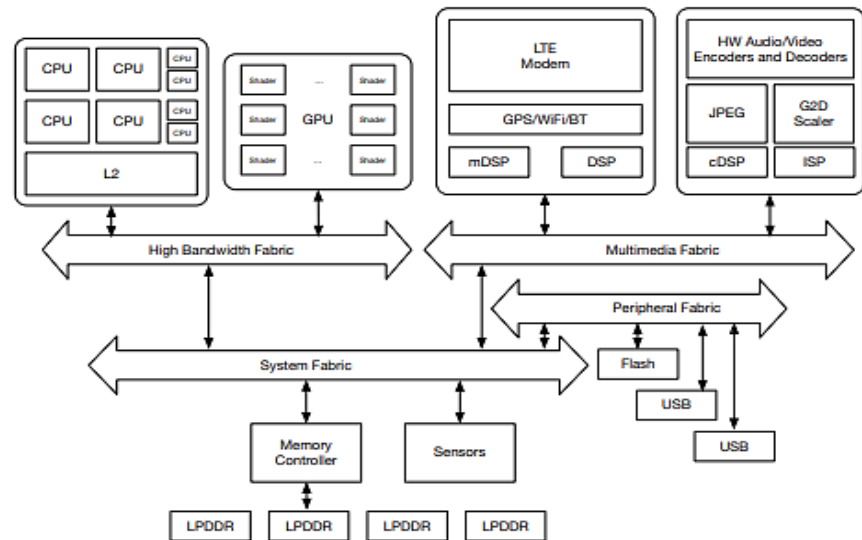 CPU
CPU
CPU
CPU
CPU
CPU
CPU
CPU
L2
Shader
...
Shader
Shader
GPU
Shader
Shader
...
Shader
LTE
Modem
GPS/WiFi/BT
mDSP
DSP
HW Audio/Video
Encoders and Decoders
JPEG
G2D
Scaler
cDSP
ISP
High Bandwidth Fabric
Multimedia Fabric
Peripheral Fabric
System Fabric
Flash
USB
USB
Memory
Controller
Sensors
LPDDR
LPDDR
LPDDR
LPDDR